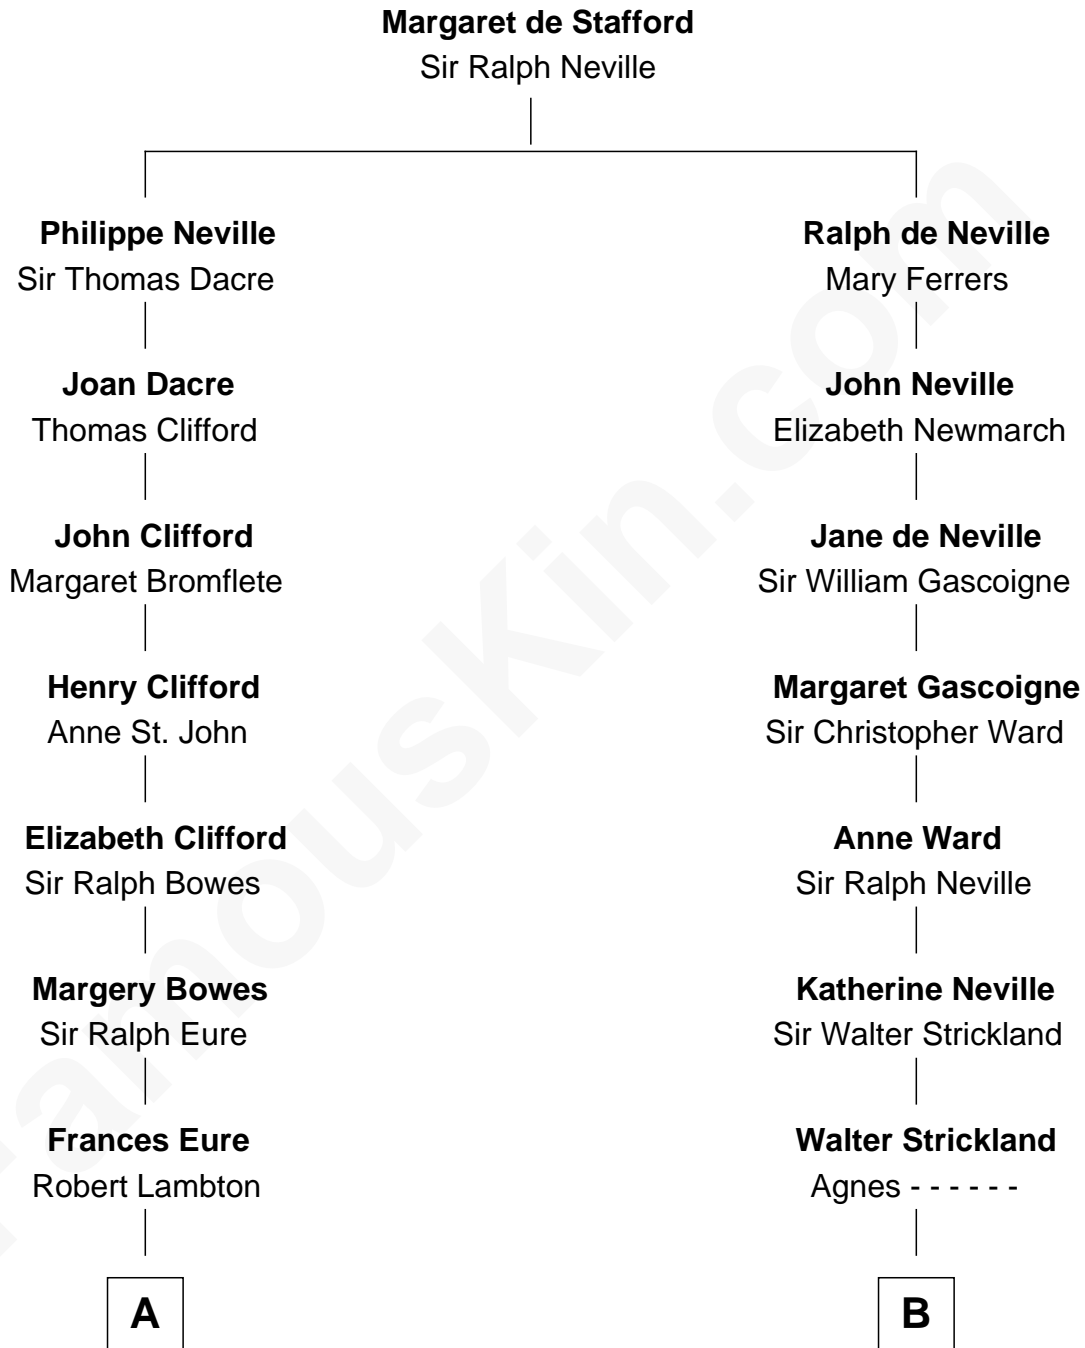 Margaret de Stafford
Sir Ralph Neville
Philippe Neville
Sir Thomas Dacre
Ralph de Neville
Mary Ferrers
Joan Dacre
Thomas Clifford
John Neville
Elizabeth Newmarch
John Clifford
Margaret Bromflete
Jane de Neville
Sir William Gascoigne
Henry Clifford
Anne St. John
Margaret Gascoigne
Sir Christopher Ward
Elizabeth Clifford
Sir Ralph Bowes
Anne Ward
Sir Ralph Neville
Margery Bowes
Sir Ralph Eure
Katherine Neville
Sir Walter Strickland
Frances Eure
Robert Lambton
Walter Strickland
Agnes - - - - - -
A
B
FamousKin.com